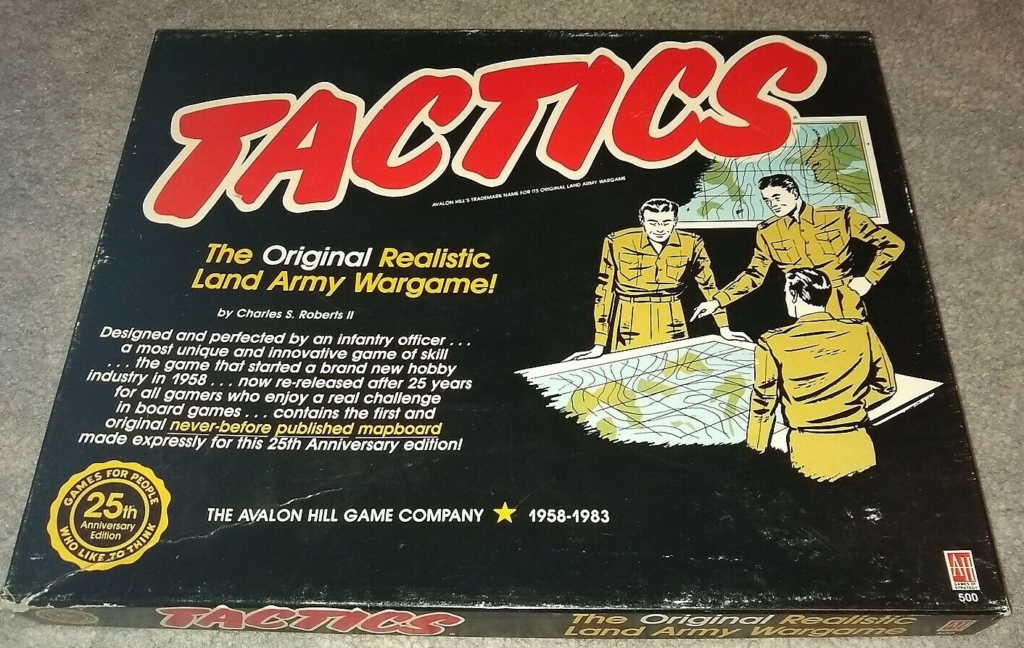 TACTICS
AVALON HILL'S TRADEMARK NAME FOR ITS ORIGINAL LAND ARMY WARGAME
The Original Realistic
Land Army Wargame!
by Charles S. Roberts II
Designed and perfected by an infantry officer . . .
a most unique and innovative game of skill
. . . the game that started a brand new hobby
industry in 1958 . . . now re-released after 25 years
for all gamers who enjoy a real challenge
in board games . . . contains the first and
original never-before published mapboard
made expressly for this 25th Anniversary edition!
GAMES FOR PEOPLE
25th
Anniversary
Edition
WHO LIKE TO THINK
THE AVALON HILL GAME COMPANY ★ 1958-1983
AH
GAMES OF
STRATEGY
500
TACTICS
The Original Realistic
Land Army Wargame
AH